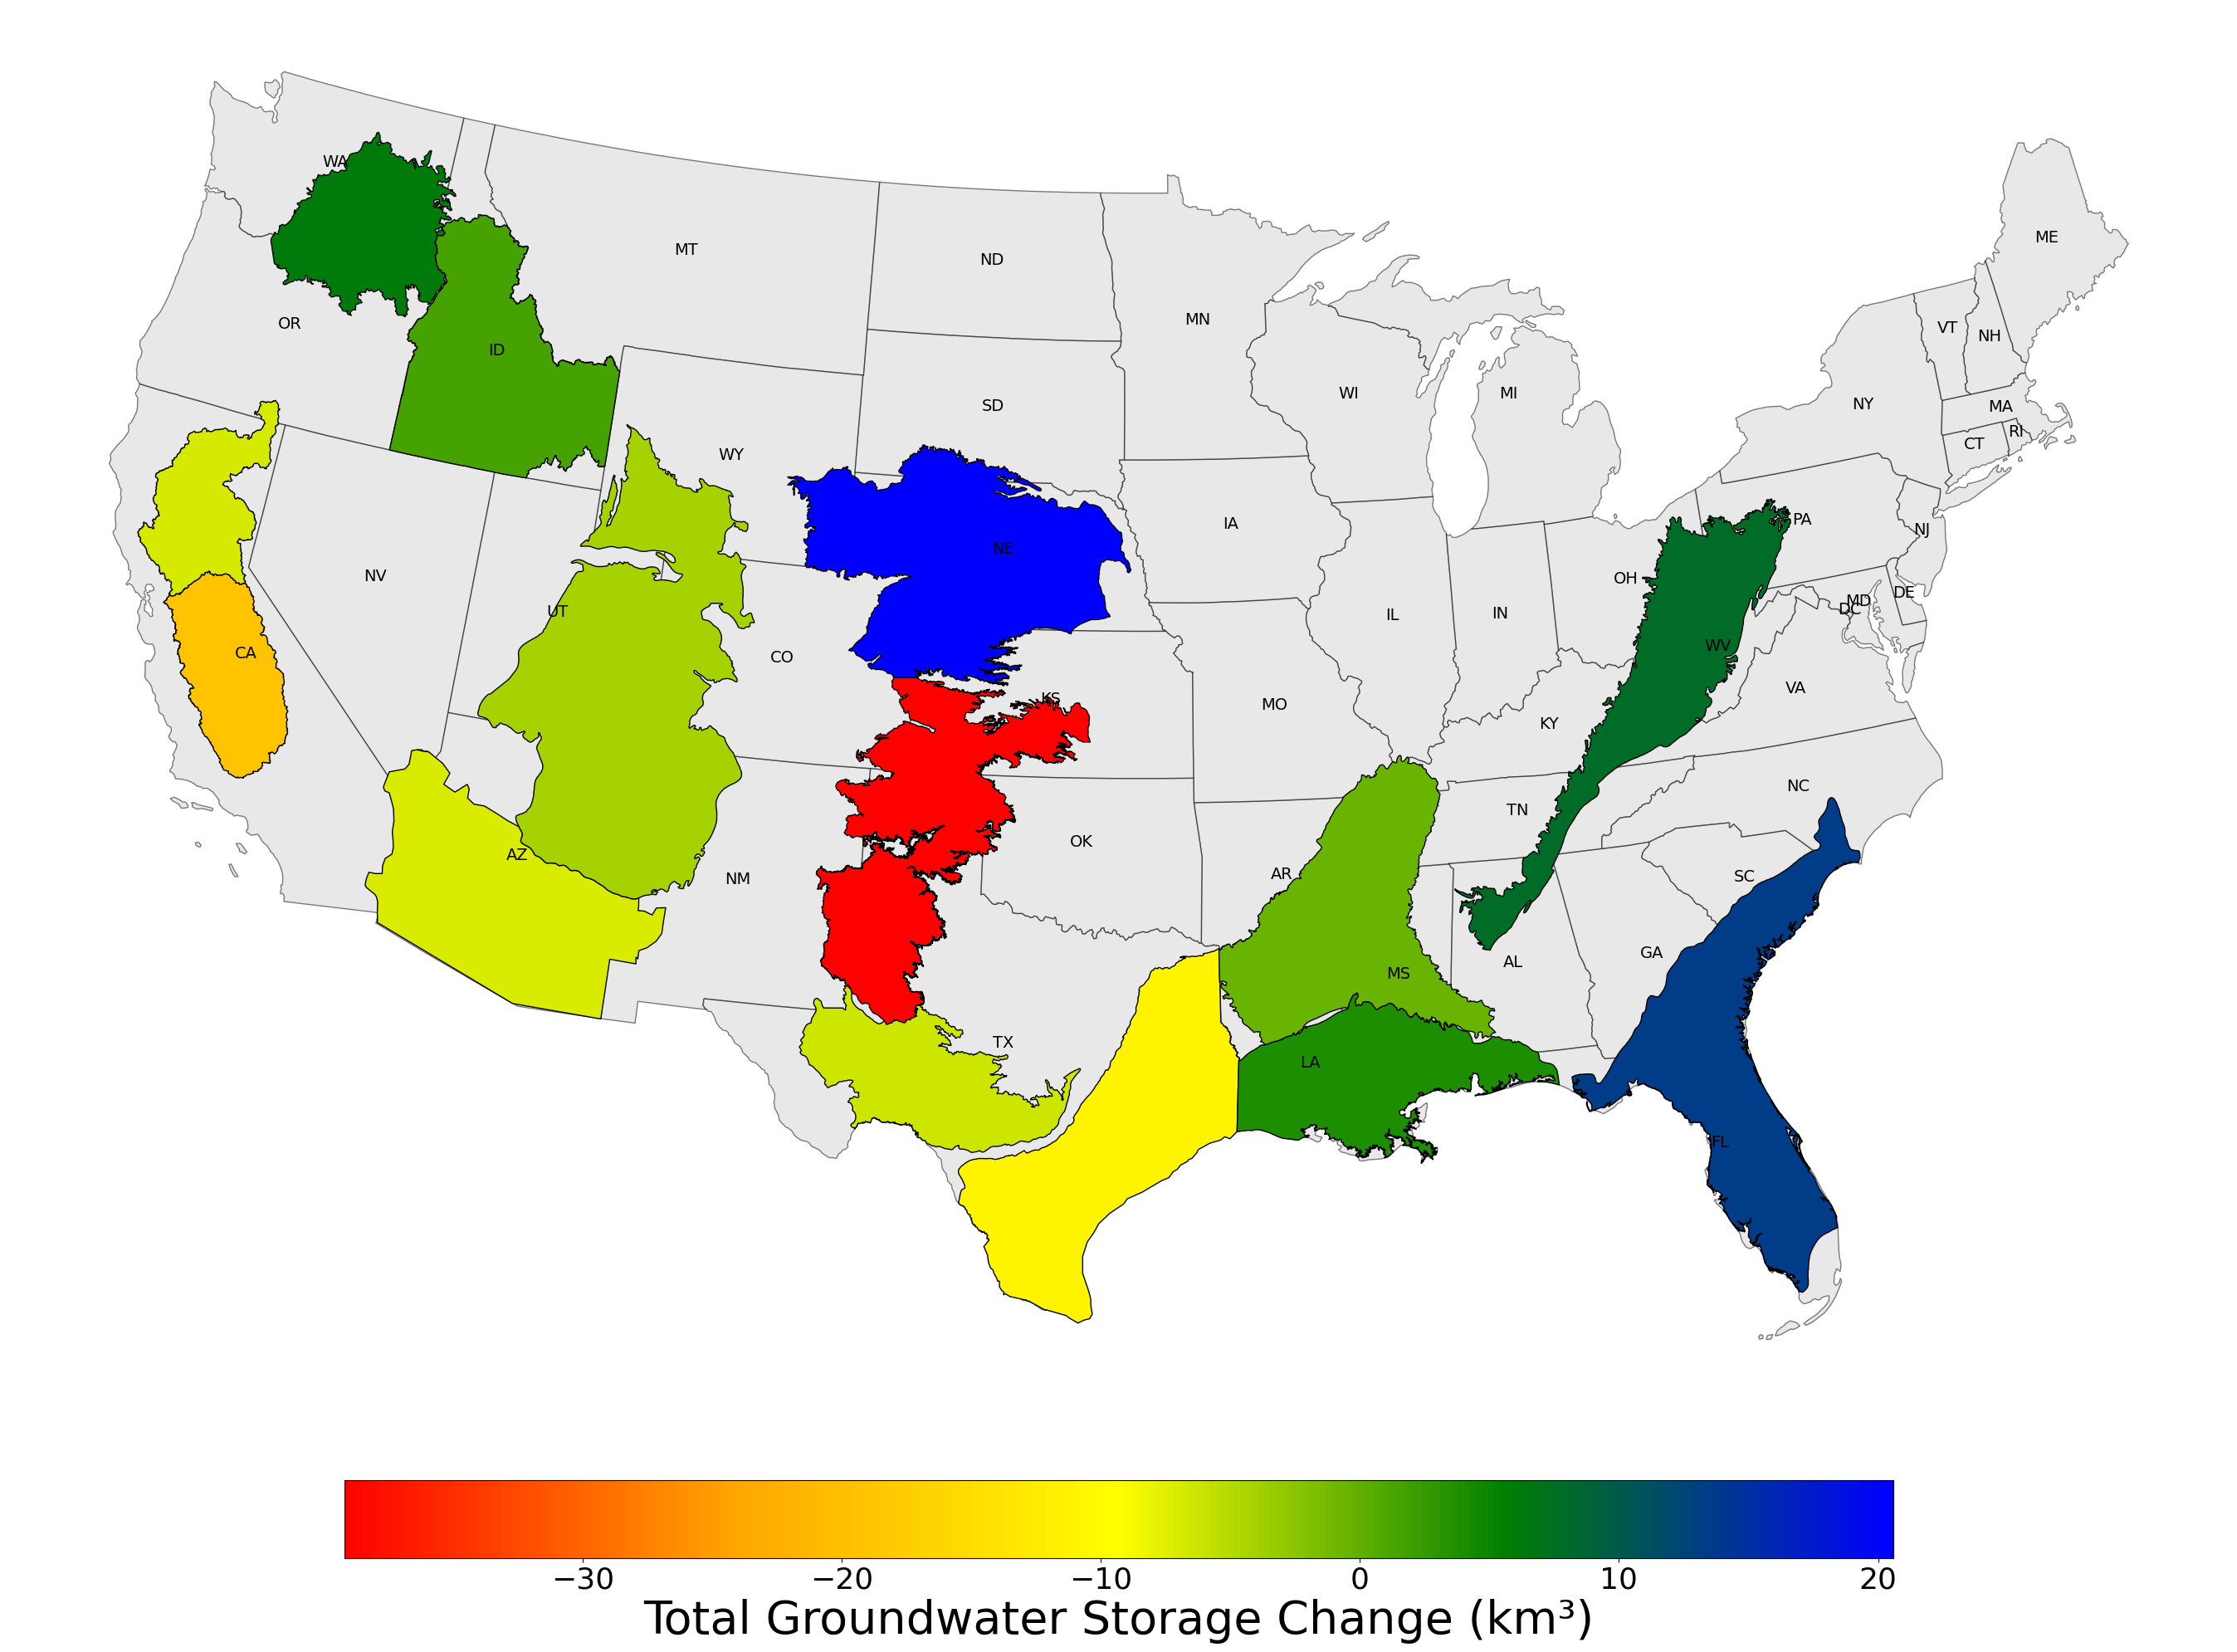 WA
MT
ND
ME
OR
ID
MN
VT
NH
SD
WI
MI
NY
MA
RI
CT
WY
IA
PA
NJ
NE
NV
UT
OH
IL
IN
MD
DC
DE
CA
CO
WV
KS
MO
KY
VA
TN
NC
AZ
NM
OK
AR
SC
MS
AL
GA
TX
LA
FL
−30
−20
−10
0
10
20
Total Groundwater Storage Change (km³)